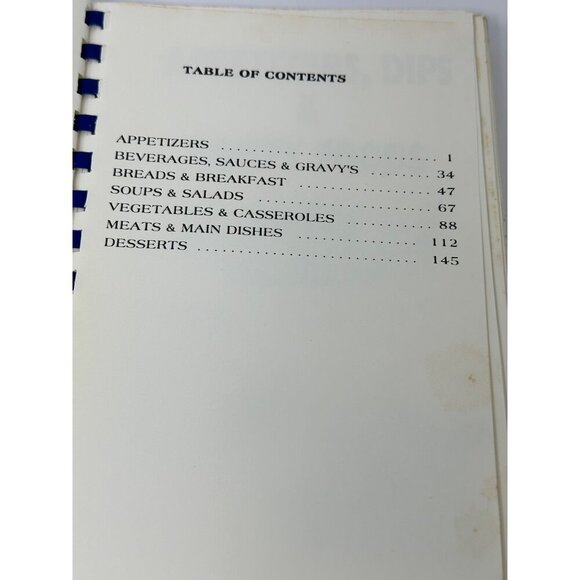 TABLE OF CONTENTS
APPETIZERS .......................... 1
BEVERAGES, SAUCES & GRAVY'S ......... 34
BREADS & BREAKFAST .................. 47
SOUPS & SALADS ...................... 67
VEGETABLES & CASSEROLES ............. 88
MEATS & MAIN DISHES ................. 112
DESSERTS ............................ 145